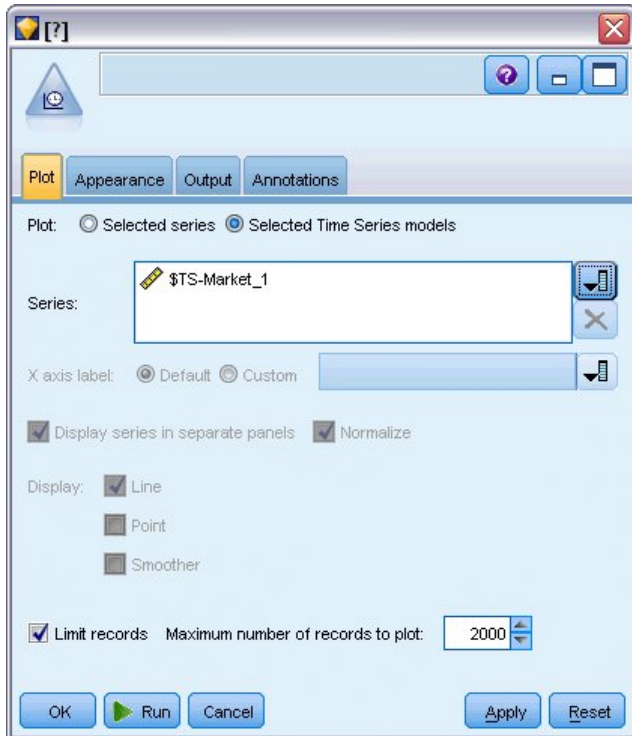 [?]
Plot Appearance Output Annotations
Plot: Selected series Selected Time Series models
Series: $TS-Market_1
X axis label: Default Custom
Display series in separate panels Normalize
Display: Line
Point
Smoother
Limit records Maximum number of records to plot: 2000
OK Run Cancel Apply Reset